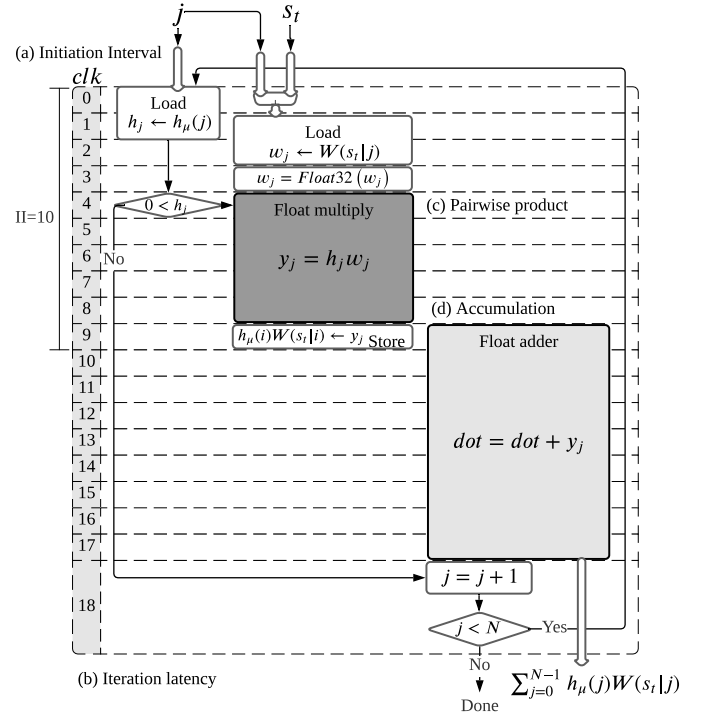 j
s_t
(a) Initiation Interval
clk
0
Load
h_j ← h_μ(j)
1
Load
2
w_j ← W(s_t|j)
3
w_j = Float32 (w_j)
4
0 < h_j
Float multiply
(c) Pairwise product
II=10
5
No
6
y_j = h_j w_j
7
8
(d) Accumulation
9
h_μ(i)W(s_t|i) ← y_j Store
Float adder
10
11
12
13
dot = dot + y_j
14
15
16
17
j = j + 1
18
j < N
Yes
(b) Iteration latency
No
∑_{j=0}^{N−1} h_μ(j)W(s_t|j)
Done